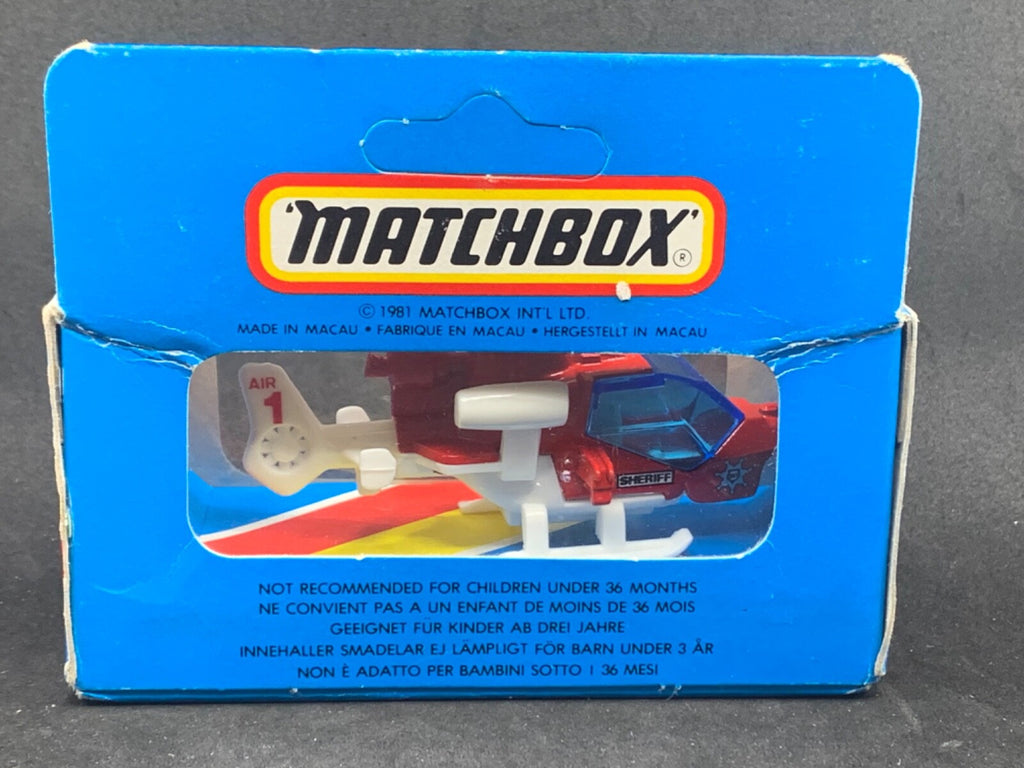 'MATCHBOX' ®
© 1981 MATCHBOX INT'L LTD.
MADE IN MACAU • FABRIQUE EN MACAU • HERGESTELLT IN MACAU
AIR
1
SHERIFF
NOT RECOMMENDED FOR CHILDREN UNDER 36 MONTHS
NE CONVIENT PAS A UN ENFANT DE MOINS DE 36 MOIS
GEEIGNET FÜR KINDER AB DREI JAHRE
INNEHALLER SMADELAR EJ LÄMPLIGT FÖR BARN UNDER 3 ÅR
NON È ADATTO PER BAMBINI SOTTO I 36 MESI